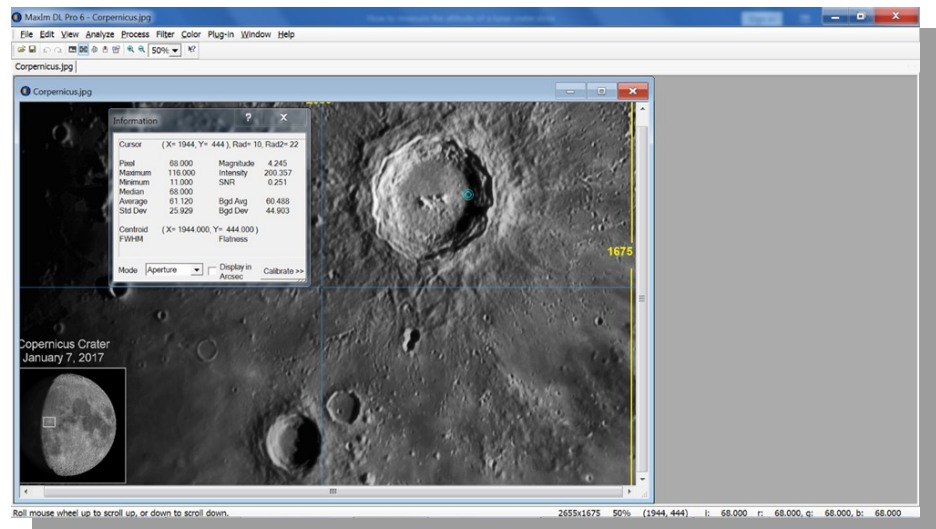 MaxIm DL Pro 6 - Corpernicus.jpg
File Edit View Analyze Process Filter Color Plug-in Window Help
50%
Corpernicus.jpg
Corpernicus.jpg
Information ? X
Cursor ( X= 1944, Y= 444 ), Rad= 10, Rad2= 22
Pixel 68.000 Magnitude 4.245
Maximum 116.000 Intensity 200.357
Minimum 11.000 SNR 0.251
Median 68.000
Average 61.120 Bgd Avg 60.488
Std Dev 25.929 Bgd Dev 44.903
Centroid ( X= 1944.000, Y= 444.000 )
FWHM Flatness
Mode Aperture Display in Arcsec Calibrate >>
1675
Copernicus Crater
January 7, 2017
Roll mouse wheel up to scroll up, or down to scroll down. 2655x1675 50% (1944, 444) i: 68.000 r: 68.000, g: 68.000, b: 68.000